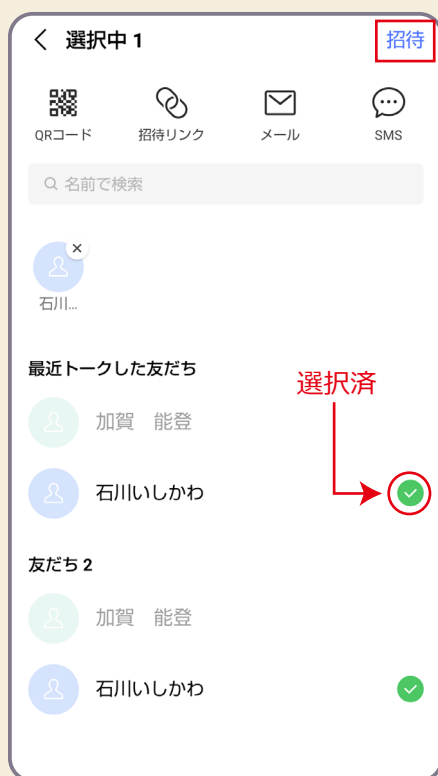 選択中 1
招待
QRコード
招待リンク
メール
SMS
名前で検索
石川...
最近トークした友だち
選択済
加賀　能登
石川いしかわ
友だち 2
加賀　能登
石川いしかわ